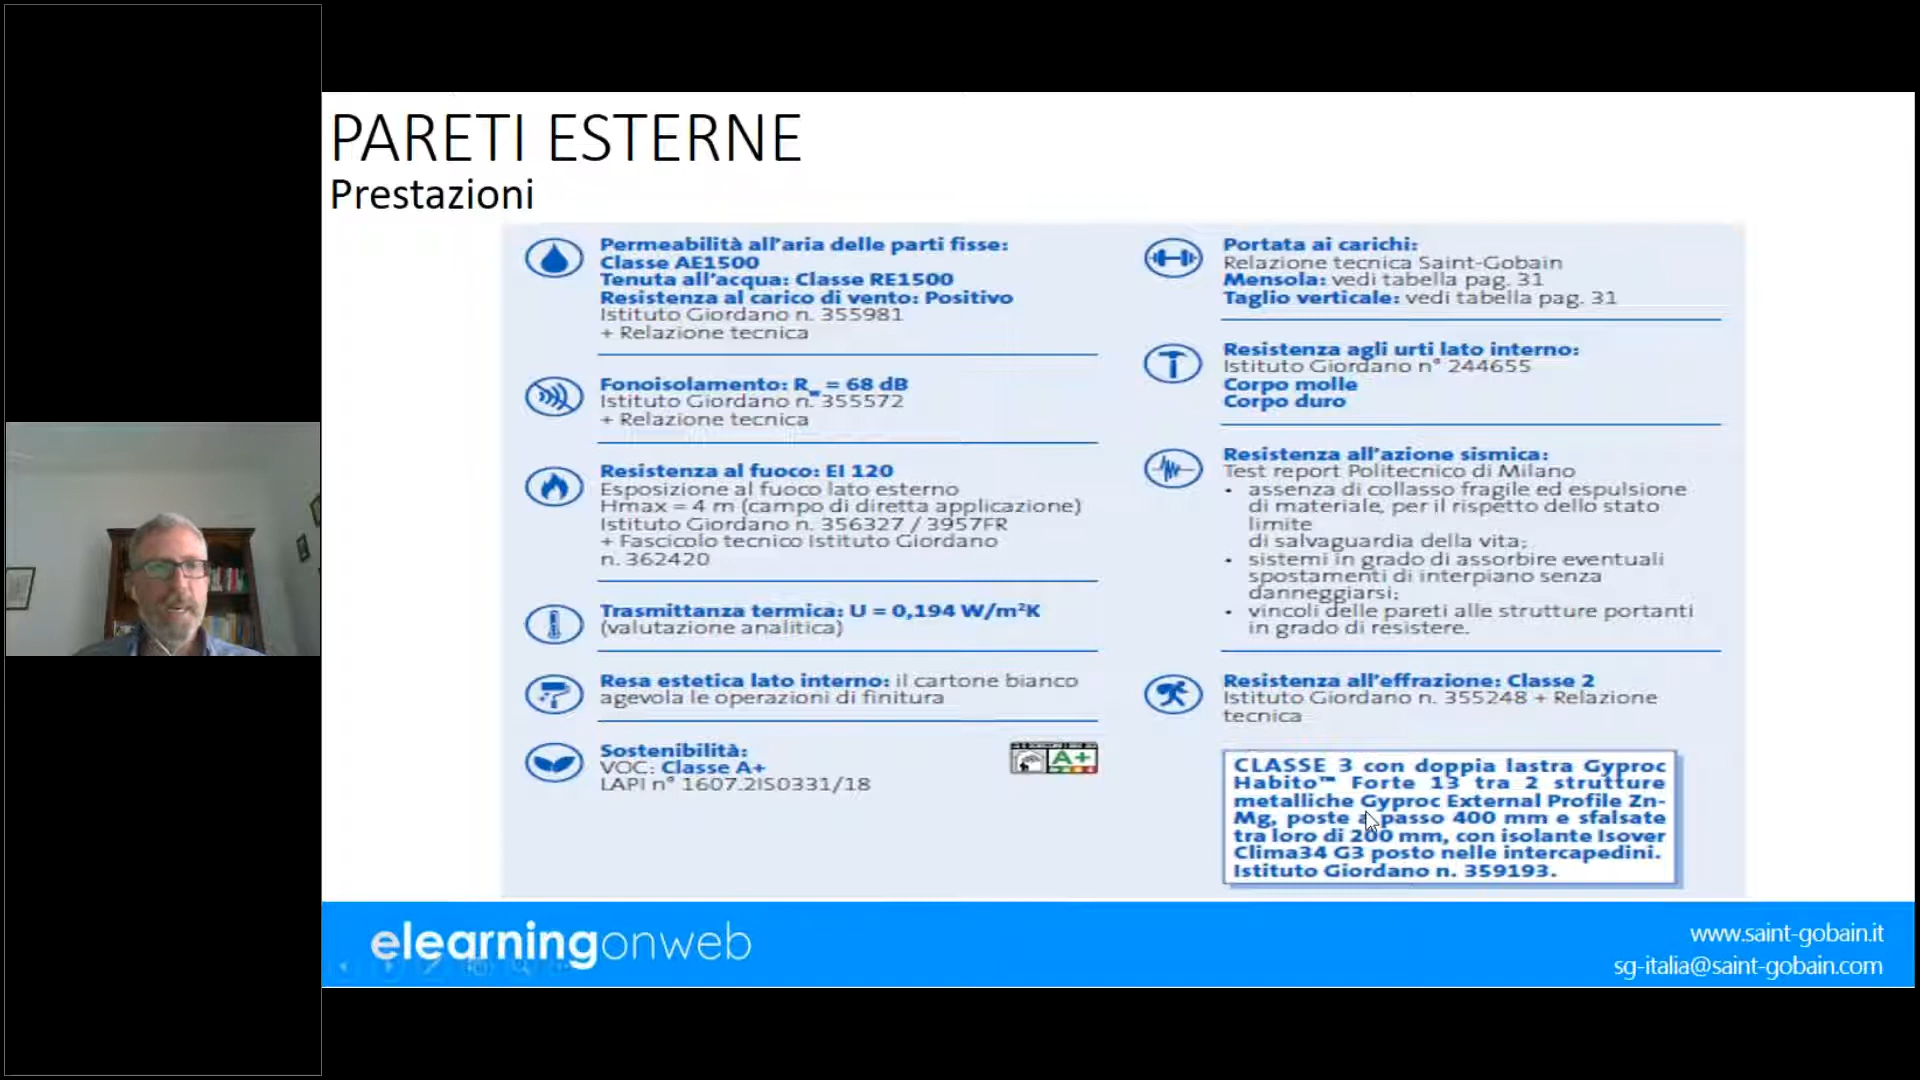 PARETI ESTERNE
Prestazioni
Permeabilità all'aria delle parti fisse:
Classe AE1500
Tenuta all'acqua: Classe RE1500
Resistenza al carico di vento: Positivo
Istituto Giordano n. 355981
+ Relazione tecnica
Fonoisolamento: Rw = 68 dB
Istituto Giordano n. 355572
+ Relazione tecnica
Resistenza al fuoco: EI 120
Esposizione al fuoco lato esterno
Hmax = 4 m (campo di diretta applicazione)
Istituto Giordano n. 356327 / 3957FR
+ Fascicolo tecnico Istituto Giordano
n. 362420
Trasmittanza termica: U = 0,194 W/m²K
(valutazione analitica)
Resa estetica lato interno: il cartone bianco
agevola le operazioni di finitura
Sostenibilità:
VOC: Classe A+
LAPI n° 1607.2IS0331/18
A+
Portata ai carichi:
Relazione tecnica Saint-Gobain
Mensola: vedi tabella pag. 31
Taglio verticale: vedi tabella pag. 31
Resistenza agli urti lato interno:
Istituto Giordano n° 244655
Corpo molle
Corpo duro
Resistenza all'azione sismica:
Test report Politecnico di Milano
• assenza di collasso fragile ed espulsione
di materiale, per il rispetto dello stato
limite
di salvaguardia della vita;
• sistemi in grado di assorbire eventuali
spostamenti di interpiano senza
danneggiarsi;
• vincoli delle pareti alle strutture portanti
in grado di resistere.
Resistenza all'effrazione: Classe 2
Istituto Giordano n. 355248 + Relazione
tecnica
CLASSE 3 con doppia lastra Gyproc
Habito™ Forte 13 tra 2 strutture
metalliche Gyproc External Profile Zn-
Mg, poste a passo 400 mm e sfalsate
tra loro di 200 mm, con isolante Isover
Clima34 G3 posto nelle intercapedini.
Istituto Giordano n. 359193.
elearningonweb
www.saint-gobain.it
sg-italia@saint-gobain.com